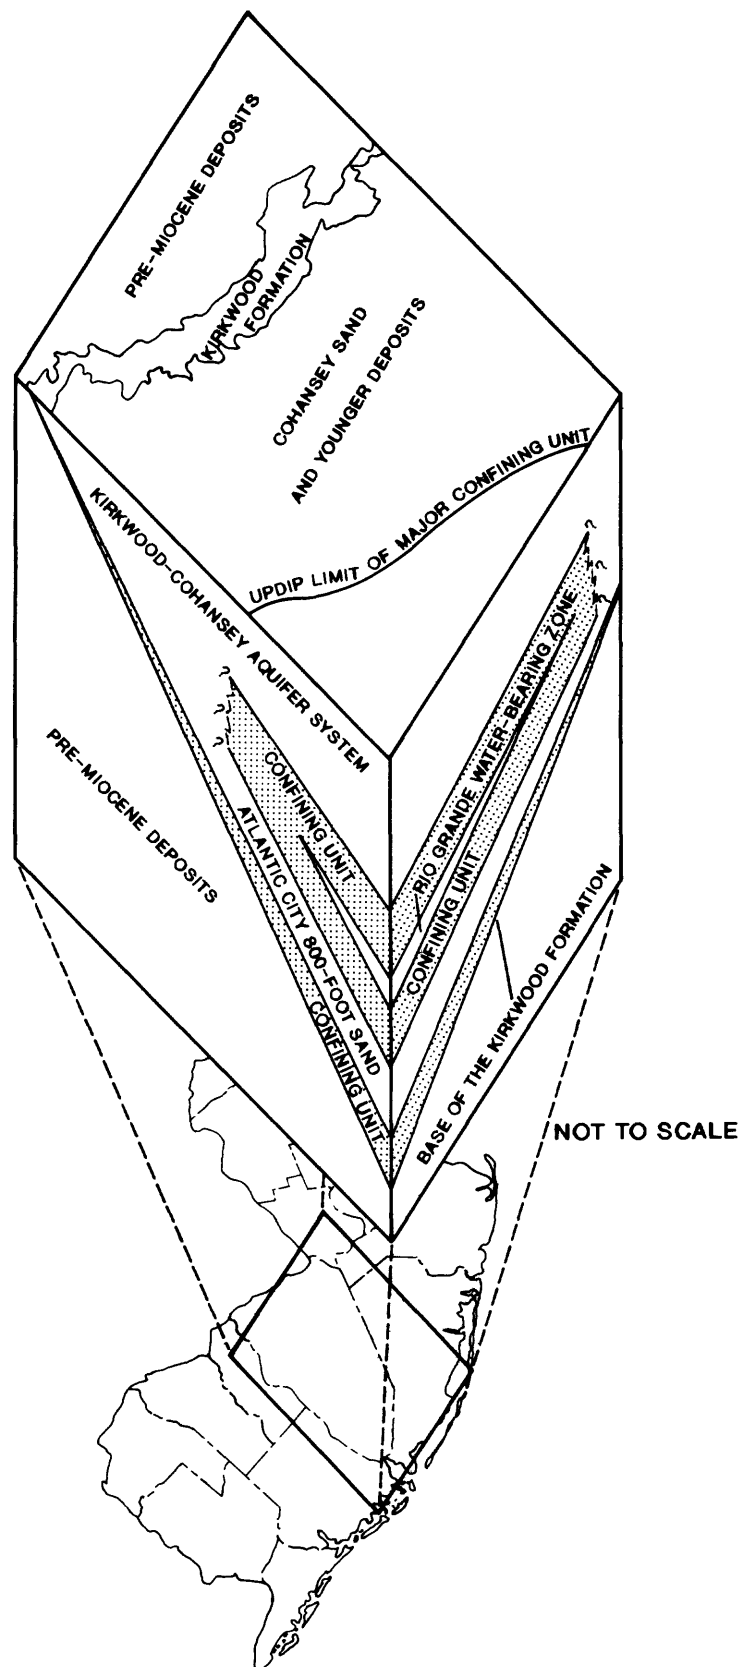 PRE-MIOCENE DEPOSITS
KIRKWOOD
FORMATION
COHANSEY SAND
AND YOUNGER DEPOSITS
UPDIP LIMIT OF MAJOR CONFINING UNIT
KIRKWOOD-COHANSEY AQUIFER SYSTEM
?
?
?
?
?
?
RIO GRANDE WATER-BEARING ZONE
CONFINING UNIT
PRE-MIOCENE DEPOSITS
ATLANTIC CITY 800-FOOT SAND
CONFINING UNIT
CONFINING UNIT
BASE OF THE KIRKWOOD FORMATION
NOT TO SCALE